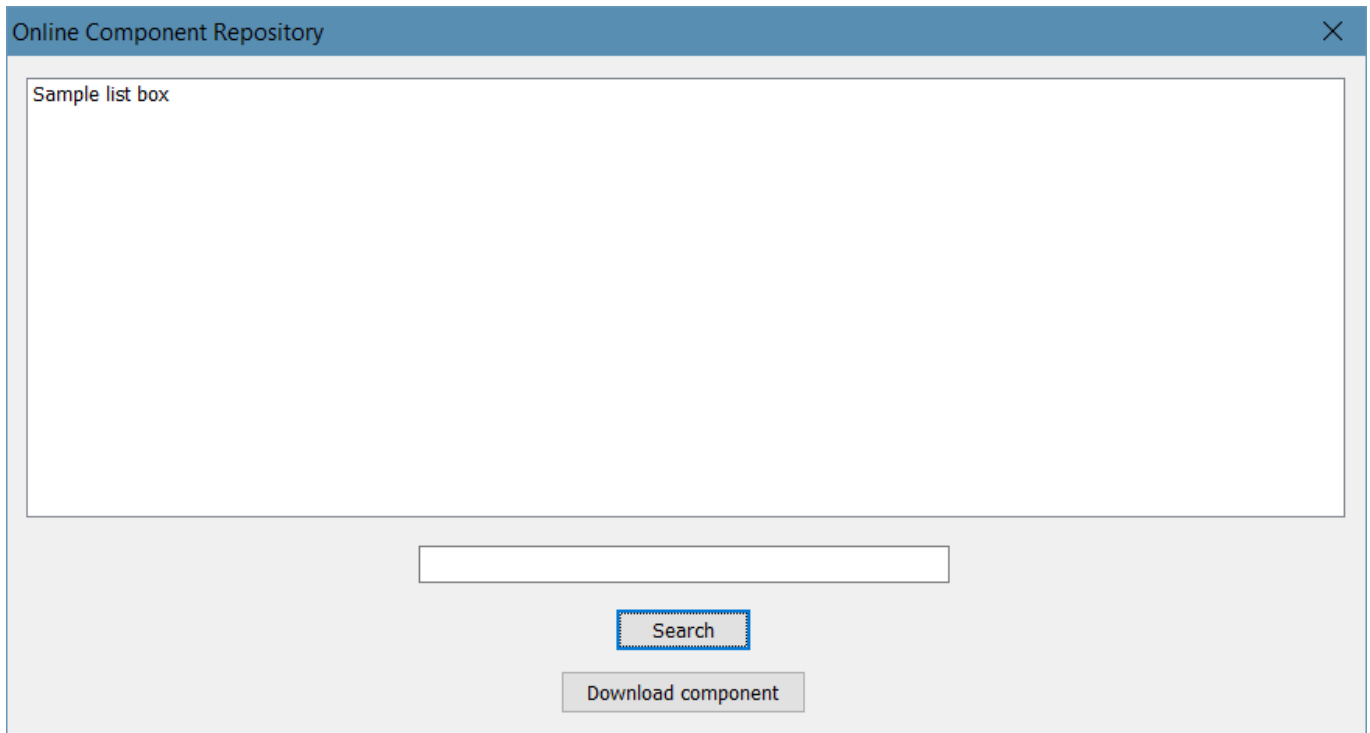 Online Component Repository
Sample list box
Search
Download component